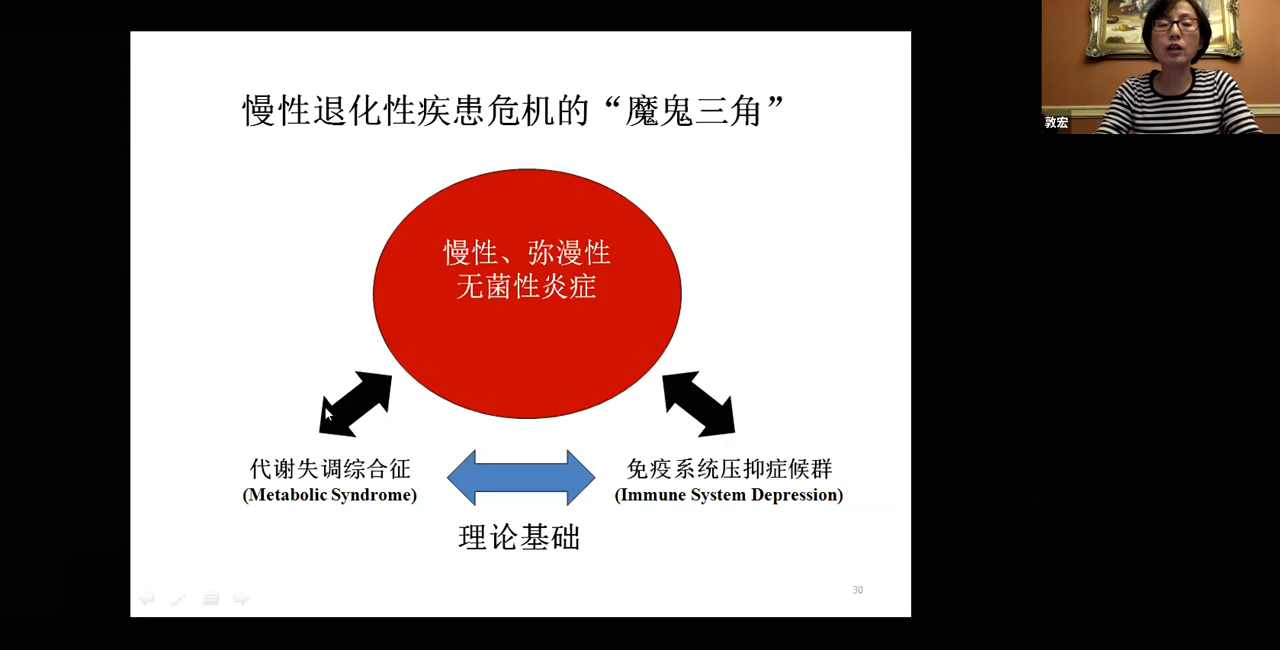 慢性退化性疾患危机的“魔鬼三角”
敦宏
慢性、弥漫性
无菌性炎症
代谢失调综合征
(Metabolic Syndrome)
免疫系统压抑症候群
(Immune System Depression)
理论基础
30